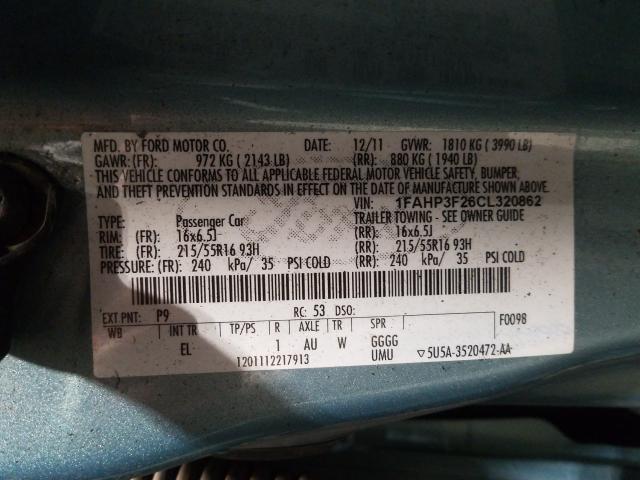 MFD. BY FORD MOTOR CO. DATE: 12/11 GVWR: 1810 KG ( 3990 LB)
GAWR:(FR): 972 KG ( 2143 LB) (RR): 880 KG ( 1940 LB)
THIS VEHICLE CONFORMS TO ALL APPLICABLE FEDERAL MOTOR VEHICLE SAFETY, BUMPER,
AND THEFT PREVENTION STANDARDS IN EFFECT ON THE DATE OF MANUFACTURE SHOWN ABOVE.
VIN: 1FAHP3F26CL320862
TYPE: Passenger Car TRAILER TOWING - SEE OWNER GUIDE
RIM: (FR): 16x6.5J (RR): 16x6.5J
TIRE: (FR): 215/55R16 93H (RR): 215/55R16 93H
PRESSURE: (FR): 240 kPa/ 35 PSI COLD (RR): 240 kPa/ 35 PSI COLD
EXT PNT: P9 RC: 53 DSO: F0098
WB INT TR TP/PS R AXLE TR SPR
EL 1 AU W GGGG
1201112217913 UMU ▽5U5A-3520472-AA